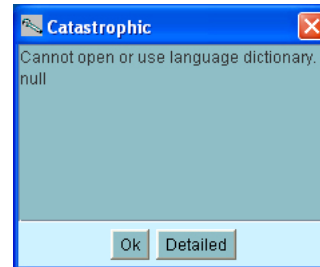 Catastrophic
Cannot open or use language dictionary.
null
Ok Detailed